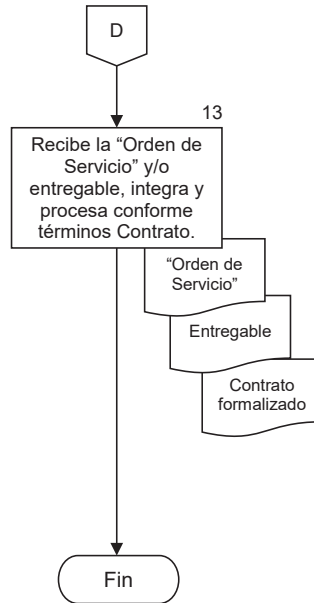 D
13
Recibe la “Orden de
Servicio” y/o
entregable, integra y
procesa conforme
términos Contrato.
“Orden de
Servicio”
Entregable
Contrato
formalizado
Fin